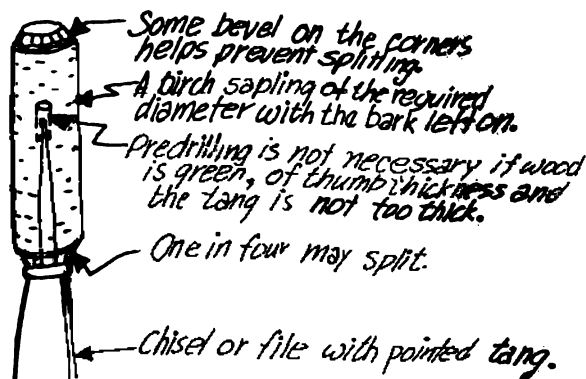 Some bevel on the corners
helps prevent splitting.
A birch sapling of the required
diameter with the bark left on.
Predrilling is not necessary if wood
is green, of thumb thickness and
the tang is not too thick.
One in four may split.
Chisel or file with pointed tang.